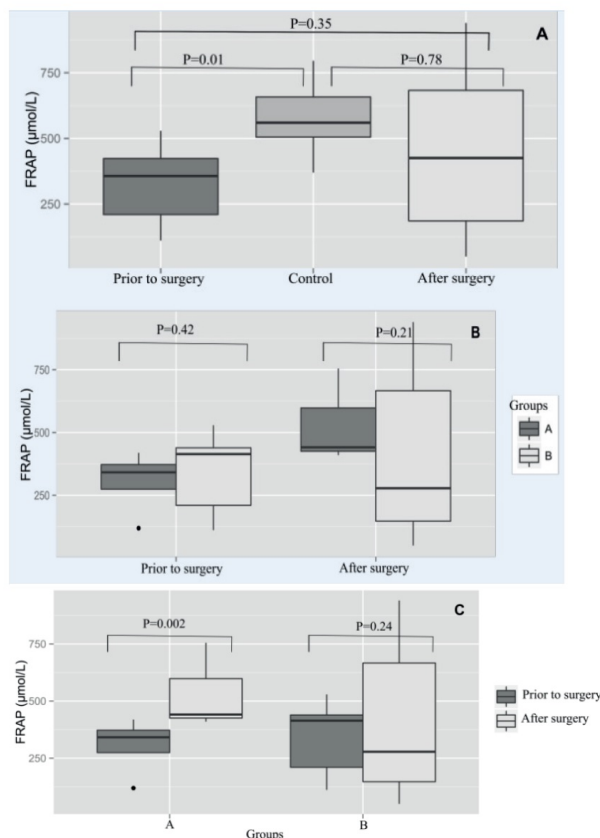 P=0.35
A
P=0.01
P=0.78
FRAP (µmol/L)
750
500
250
Prior to surgery
Control
After surgery
P=0.42
P=0.21
B
FRAP (µmol/L)
750
500
250
Prior to surgery
After surgery
Groups
A
B
C
P=0.002
P=0.24
FRAP (µmol/L)
750
500
250
A
B
Groups
Prior to surgery
After surgery